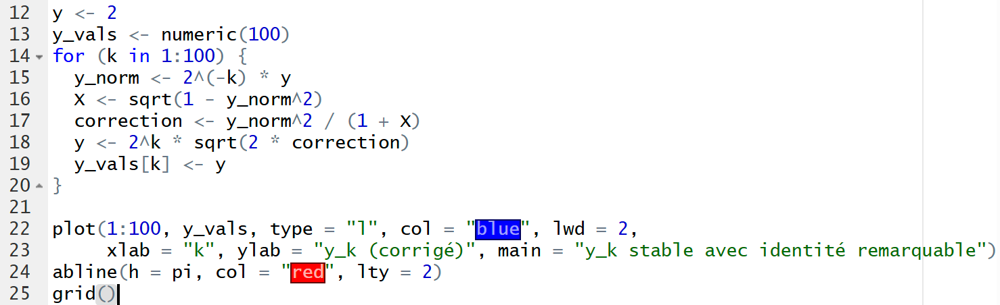 12 y <- 2
13 y_vals <- numeric(100)
14 for (k in 1:100) {
15   y_norm <- 2^(-k) * y
16   X <- sqrt(1 - y_norm^2)
17   correction <- y_norm^2 / (1 + X)
18   y <- 2^k * sqrt(2 * correction)
19   y_vals[k] <- y
20 }
21
22 plot(1:100, y_vals, type = "l", col = "blue", lwd = 2,
23      xlab = "k", ylab = "y_k (corrigé)", main = "y_k stable avec identité remarquable")
24 abline(h = pi, col = "red", lty = 2)
25 grid()